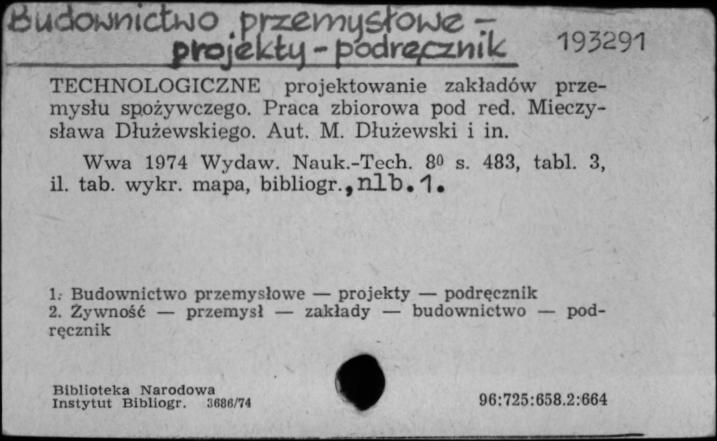 Budownictwo przemysłowe –
projekty – podręcznik 193291
TECHNOLOGICZNE projektowanie zakładów prze-
mysłu spożywczego. Praca zbiorowa pod red. Mieczy-
sława Dłużewskiego. Aut. M. Dłużewski i in.
Wwa 1974 Wydaw. Nauk.-Tech. 8⁰ s. 483, tabl. 3,
il. tab. wykr. mapa, bibliogr., nlb. 1.
1. Budownictwo przemysłowe — projekty — podręcznik
2. Żywność — przemysł — zakłady — budownictwo — pod-
ręcznik
Biblioteka Narodowa
Instytut Bibliogr. 3686/74 96:725:658.2:664